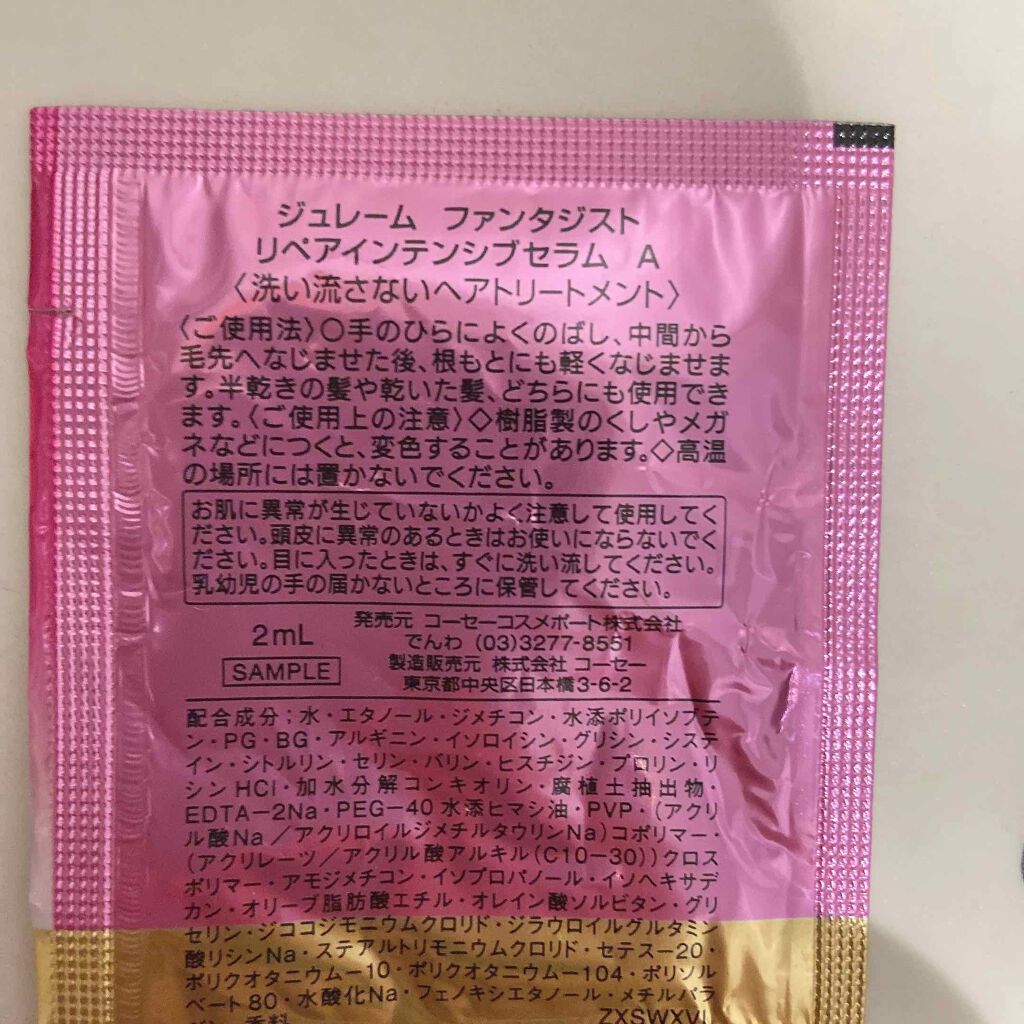 ジュレーム ファンタジスト
リペアインテンシブセラム A
〈洗い流さないヘアトリートメント〉
〈ご使用法〉○手のひらによくのばし、中間から
毛先へなじませた後、根もとにも軽くなじませま
す。半乾きの髪や乾いた髪、どちらにも使用でき
ます。〈ご使用上の注意〉◇樹脂製のくしやメガ
ネなどにつくと、変色することがあります。◇高温
の場所には置かないでください。
お肌に異常が生じていないかよく注意して使用してく
ださい。頭皮に異常のあるときはお使いにならないでく
ださい。目に入ったときは、すぐに洗い流してください。
乳幼児の手の届かないところに保管してください。
2mL
SAMPLE
発売元 コーセーコスメポート株式会社
でんわ (03)3277-8551
製造販売元 株式会社 コーセー
東京都中央区日本橋3-6-2
配合成分；水・エタノール・ジメチコン・水添ポリイソブテ
ン・PG・BG・アルギニン・イソロイシン・グリシン・システ
イン・シトルリン・セリン・バリン・ヒスチジン・プロリン・リ
シンHCl・加水分解コンキオリン・腐植土抽出物・
EDTA-2Na・PEG-40水添ヒマシ油・PVP・(アクリ
ル酸Na／アクリロイルジメチルタウリンNa)コポリマー・
(アクリレーツ／アクリル酸アルキル(C10-30))クロス
ポリマー・アモジメチコン・イソプロパノール・イソヘキサデ
カン・オリーブ脂肪酸エチル・オレイン酸ソルビタン・グリ
セリン・ジココジモニウムクロリド・ジラウロイルグルタミン
酸リシンNa・ステアルトリモニウムクロリド・セテス-20・
ポリクオタニウム-10・ポリクオタニウム-104・ポリソル
ベート80・水酸化Na・フェノキシエタノール・メチルパラ
香料
ZXSWXVI